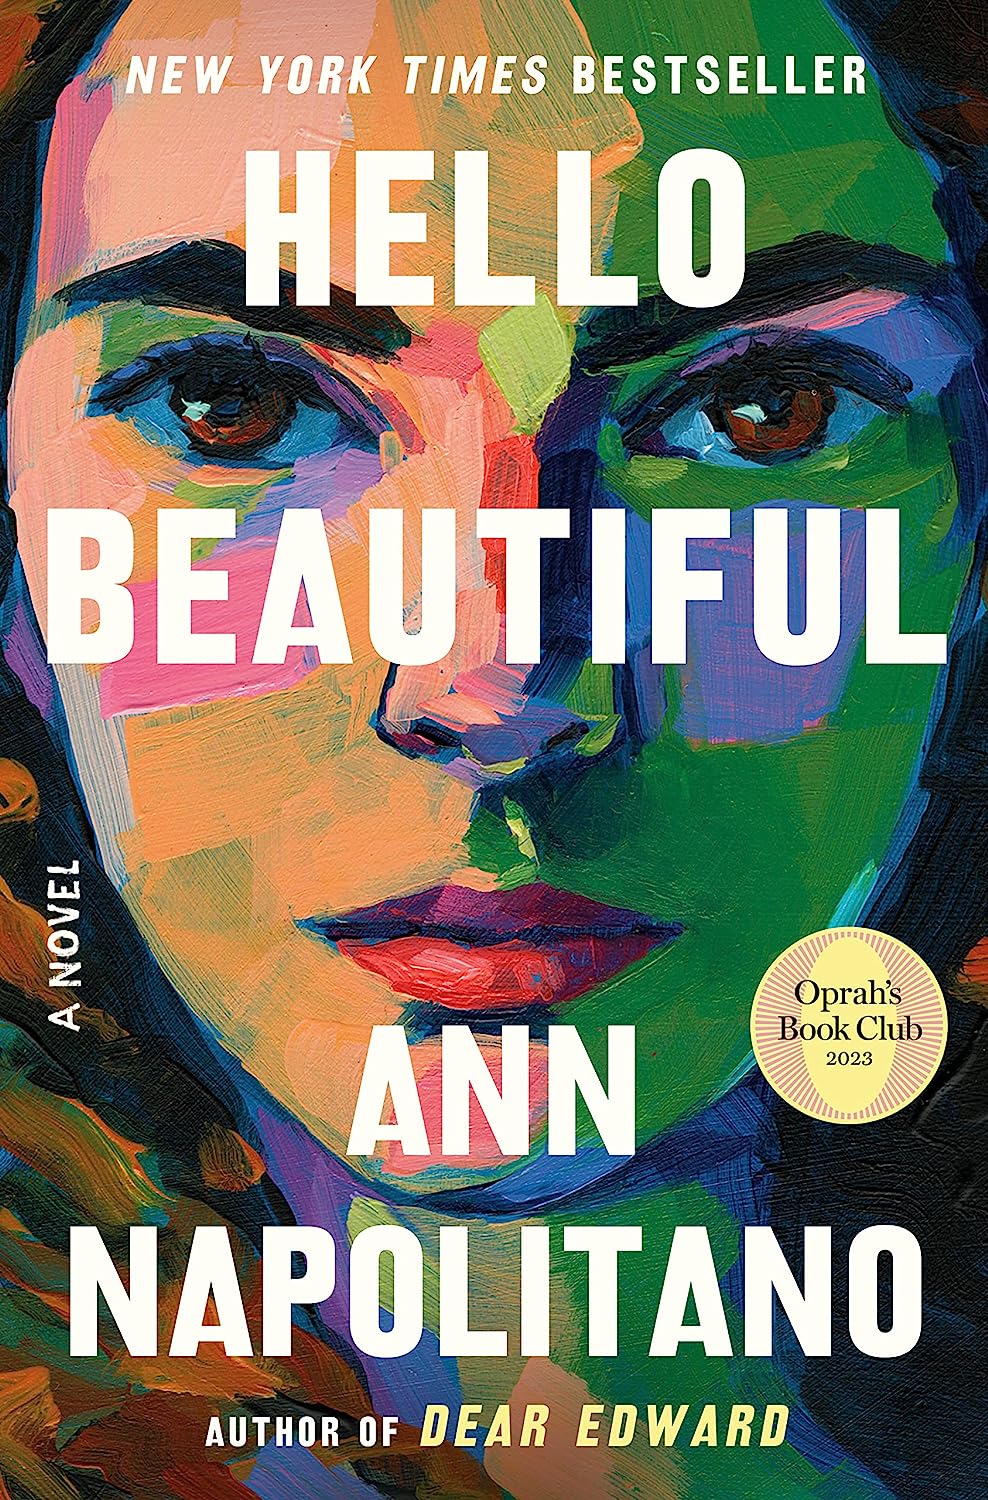 NEW YORK TIMES BESTSELLER
HELLO
BEAUTIFUL
A NOVEL
Oprah's
Book Club
2023
ANN
NAPOLITANO
AUTHOR OF DEAR EDWARD